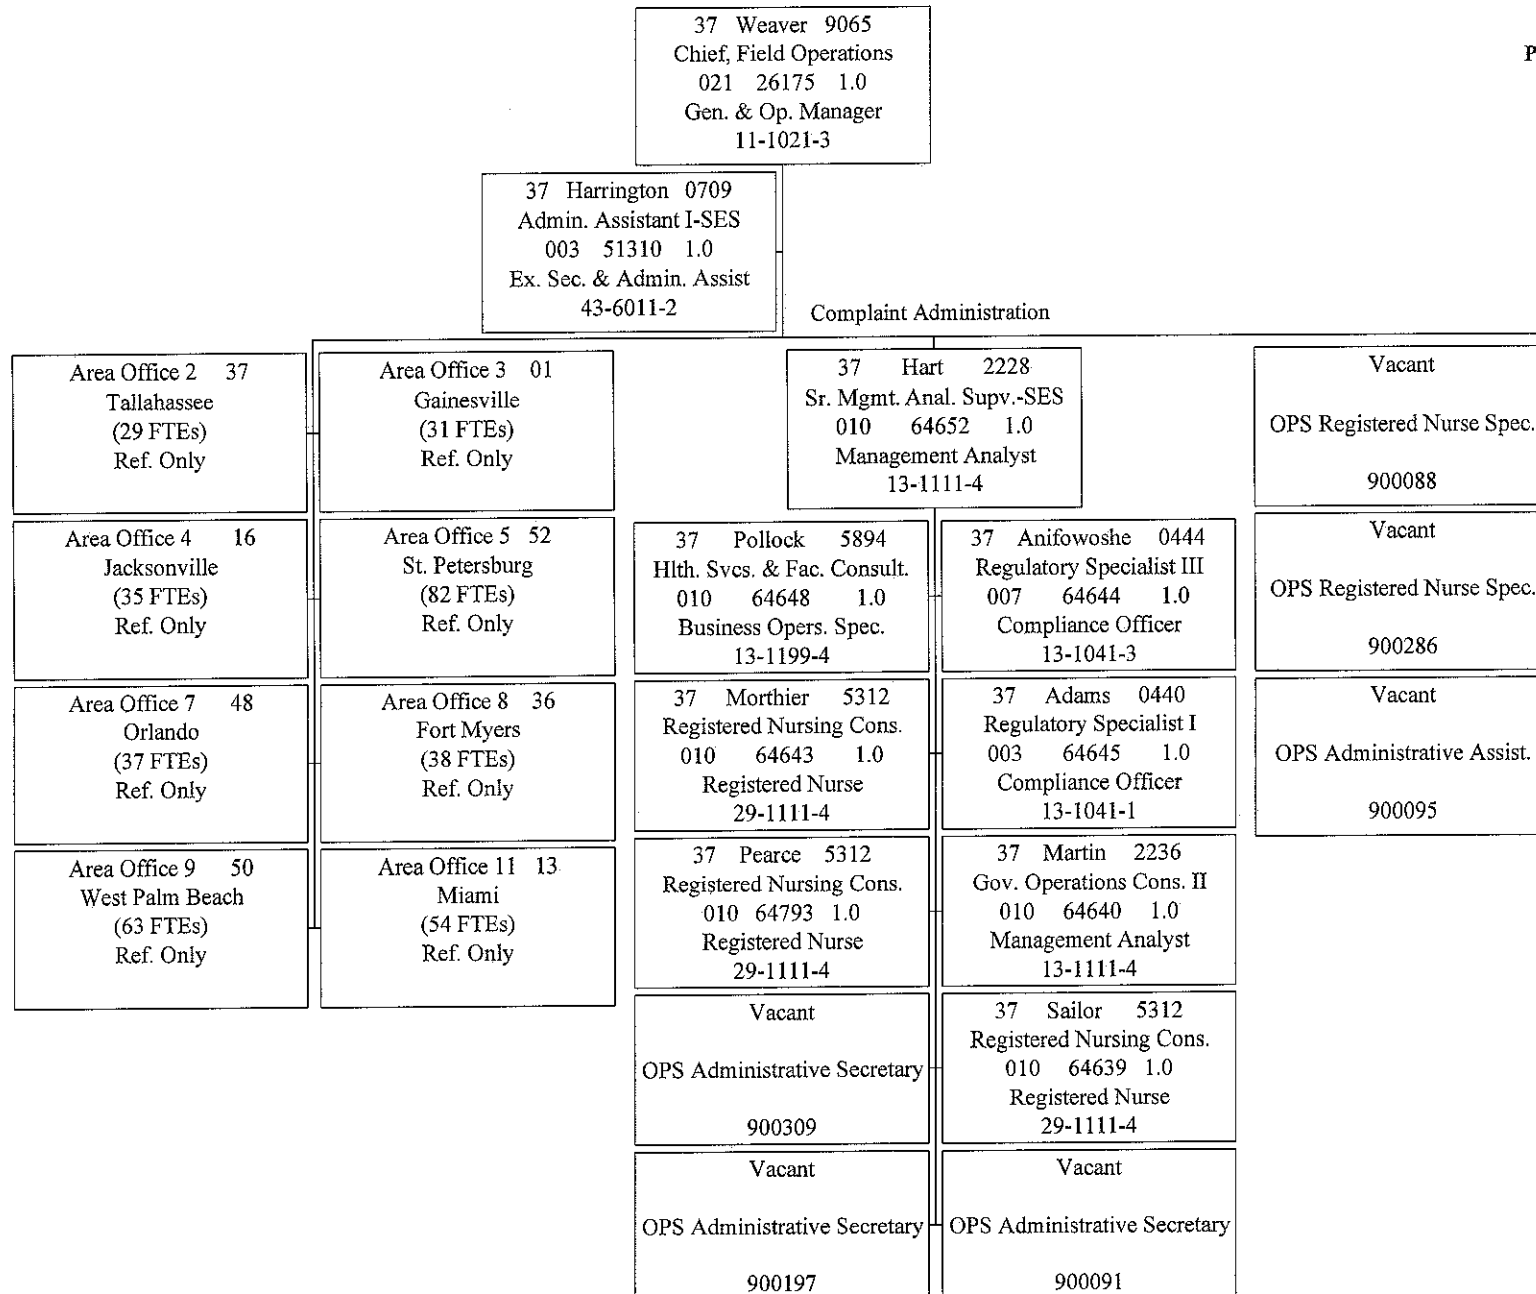 37 Weaver 9065
Chief, Field Operations
021 26175 1.0
Gen. & Op. Manager
11-1021-3
P
37 Harrington 0709
Admin. Assistant I-SES
003 51310 1.0
Ex. Sec. & Admin. Assist
43-6011-2
Complaint Administration
Area Office 2 37
Tallahassee
(29 FTEs)
Ref. Only
Area Office 3 01
Gainesville
(31 FTEs)
Ref. Only
37 Hart 2228
Sr. Mgmt. Anal. Supv.-SES
010 64652 1.0
Management Analyst
13-1111-4
Vacant
OPS Registered Nurse Spec.
900088
Area Office 4 16
Jacksonville
(35 FTEs)
Ref. Only
Area Office 5 52
St. Petersburg
(82 FTEs)
Ref. Only
37 Pollock 5894
Hlth. Svcs. & Fac. Consult.
010 64648 1.0
Business Opers. Spec.
13-1199-4
37 Anifowoshe 0444
Regulatory Specialist III
007 64644 1.0
Compliance Officer
13-1041-3
Vacant
OPS Registered Nurse Spec.
900286
Area Office 7 48
Orlando
(37 FTEs)
Ref. Only
Area Office 8 36
Fort Myers
(38 FTEs)
Ref. Only
37 Morthier 5312
Registered Nursing Cons.
010 64643 1.0
Registered Nurse
29-1111-4
37 Adams 0440
Regulatory Specialist I
003 64645 1.0
Compliance Officer
13-1041-1
Vacant
OPS Administrative Assist.
900095
Area Office 9 50
West Palm Beach
(63 FTEs)
Ref. Only
Area Office 11 13
Miami
(54 FTEs)
Ref. Only
37 Pearce 5312
Registered Nursing Cons.
010 64793 1.0
Registered Nurse
29-1111-4
37 Martin 2236
Gov. Operations Cons. II
010 64640 1.0
Management Analyst
13-1111-4
Vacant
OPS Administrative Secretary
900309
37 Sailor 5312
Registered Nursing Cons.
010 64639 1.0
Registered Nurse
29-1111-4
Vacant
OPS Administrative Secretary
900197
Vacant
OPS Administrative Secretary
900091